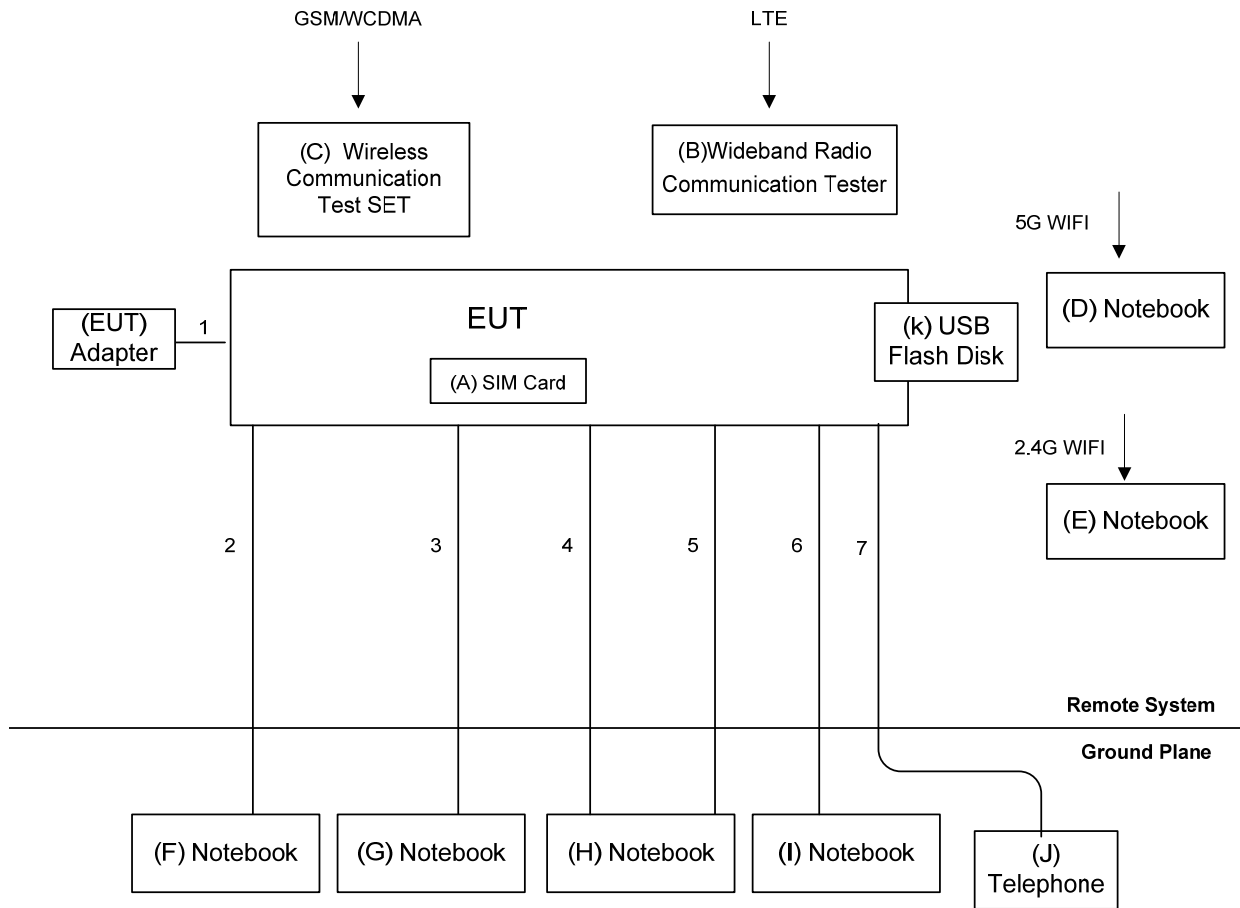 GSM/WCDMA
LTE
(C) Wireless
Communication
Test SET
(B)Wideband Radio
Communication Tester
5G WIFI
(D) Notebook
(EUT)
Adapter
1
EUT
(A) SIM Card
(k) USB
Flash Disk
2.4G WIFI
(E) Notebook
2
3
4
5
6
7
Remote System
Ground Plane
(F) Notebook
(G) Notebook
(H) Notebook
(I) Notebook
(J)
Telephone